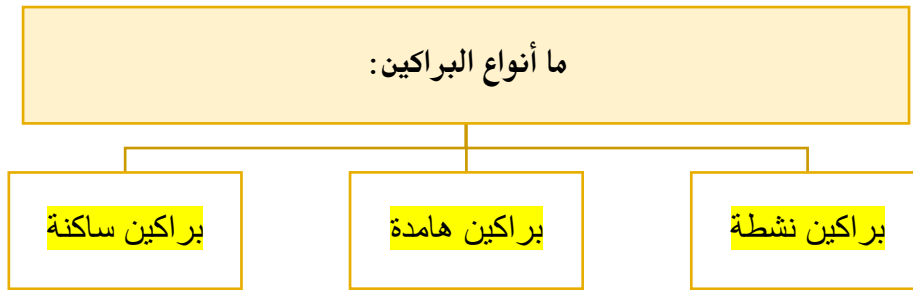 ما أنواع البراكين:
براكين نشطة
براكين هامدة
براكين ساكنة